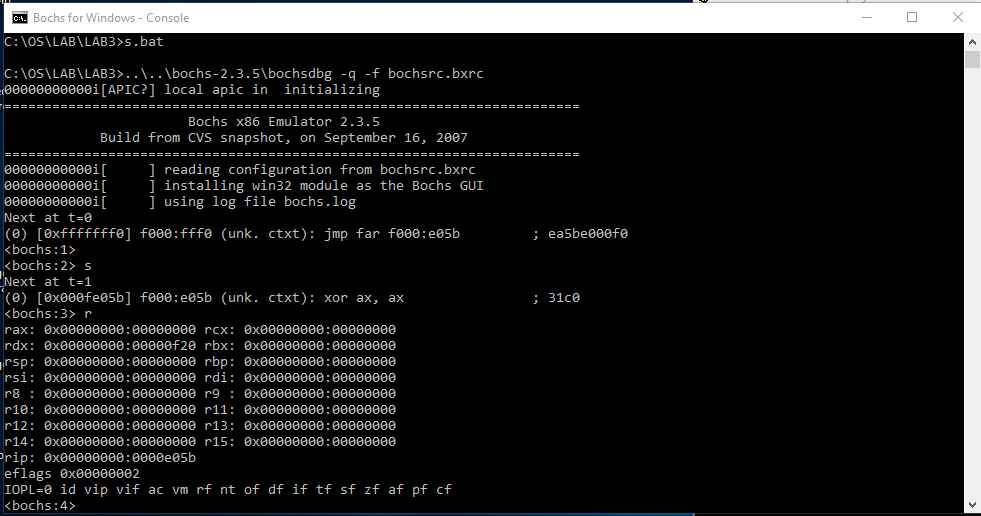 Bochs for Windows - Console
C:\OS\LAB\LAB3>s.bat
C:\OS\LAB\LAB3>..\..\bochs-2.3.5\bochsdbg -q -f bochsrc.bxrc
00000000000i[APIC?] local apic in  initializing
========================================================================
Bochs x86 Emulator 2.3.5
Build from CVS snapshot, on September 16, 2007
========================================================================
00000000000i[     ] reading configuration from bochsrc.bxrc
00000000000i[     ] installing win32 module as the Bochs GUI
00000000000i[     ] using log file bochs.log
Next at t=0
(0) [0xfffffff0] f000:fff0 (unk. ctxt): jmp far f000:e05b         ; ea5be000f0
<bochs:1>
<bochs:2> s
Next at t=1
(0) [0x000fe05b] f000:e05b (unk. ctxt): xor ax, ax                ; 31c0
<bochs:3> r
rax: 0x00000000:00000000 rcx: 0x00000000:00000000
rdx: 0x00000000:00000f20 rbx: 0x00000000:00000000
rsp: 0x00000000:00000000 rbp: 0x00000000:00000000
rsi: 0x00000000:00000000 rdi: 0x00000000:00000000
r8 : 0x00000000:00000000 r9 : 0x00000000:00000000
r10: 0x00000000:00000000 r11: 0x00000000:00000000
r12: 0x00000000:00000000 r13: 0x00000000:00000000
r14: 0x00000000:00000000 r15: 0x00000000:00000000
rip: 0x00000000:0000e05b
eflags 0x00000002
IOPL=0 id vip vif ac vm rf nt of df if tf sf zf af pf cf
<bochs:4>